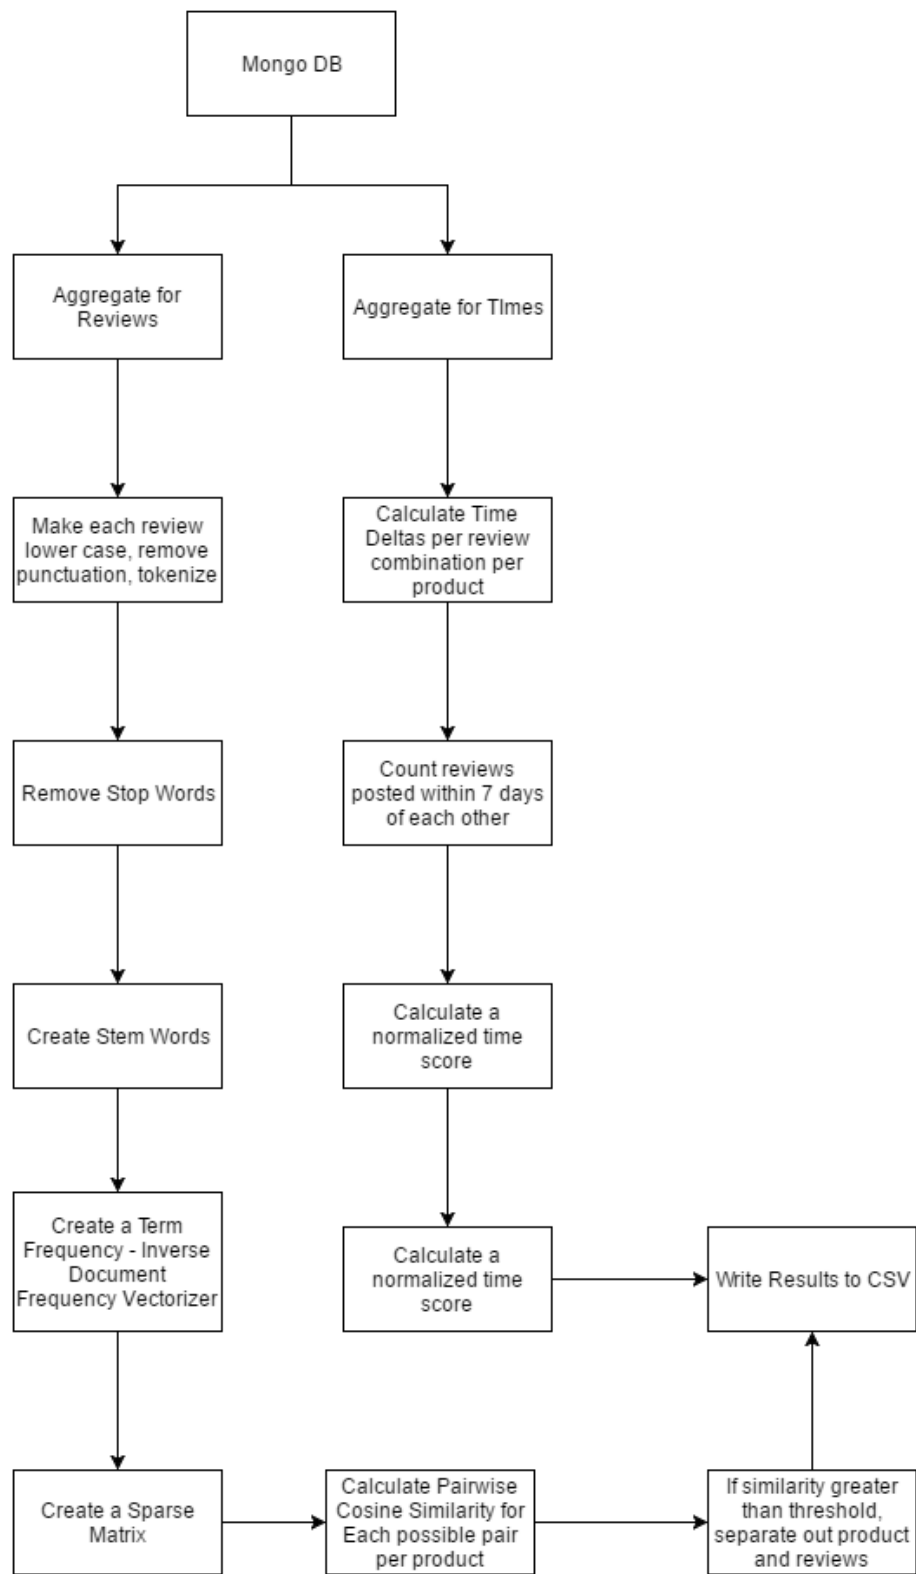 Mongo DB
Aggregate for
Reviews
Aggregate for TImes
Make each review
lower case, remove
punctuation, tokenize
Calculate Time
Deltas per review
combination per
product
Remove Stop Words
Count reviews
posted within 7 days
of each other
Create Stem Words
Calculate a
normalized time
score
Create a Term
Frequency - Inverse
Document
Frequency Vectorizer
Calculate a
normalized time
score
Write Results to CSV
Create a Sparse
Matrix
Calculate Pairwise
Cosine Similarity for
Each possible pair
per product
If similarity greater
than threshold,
separate out product
and reviews